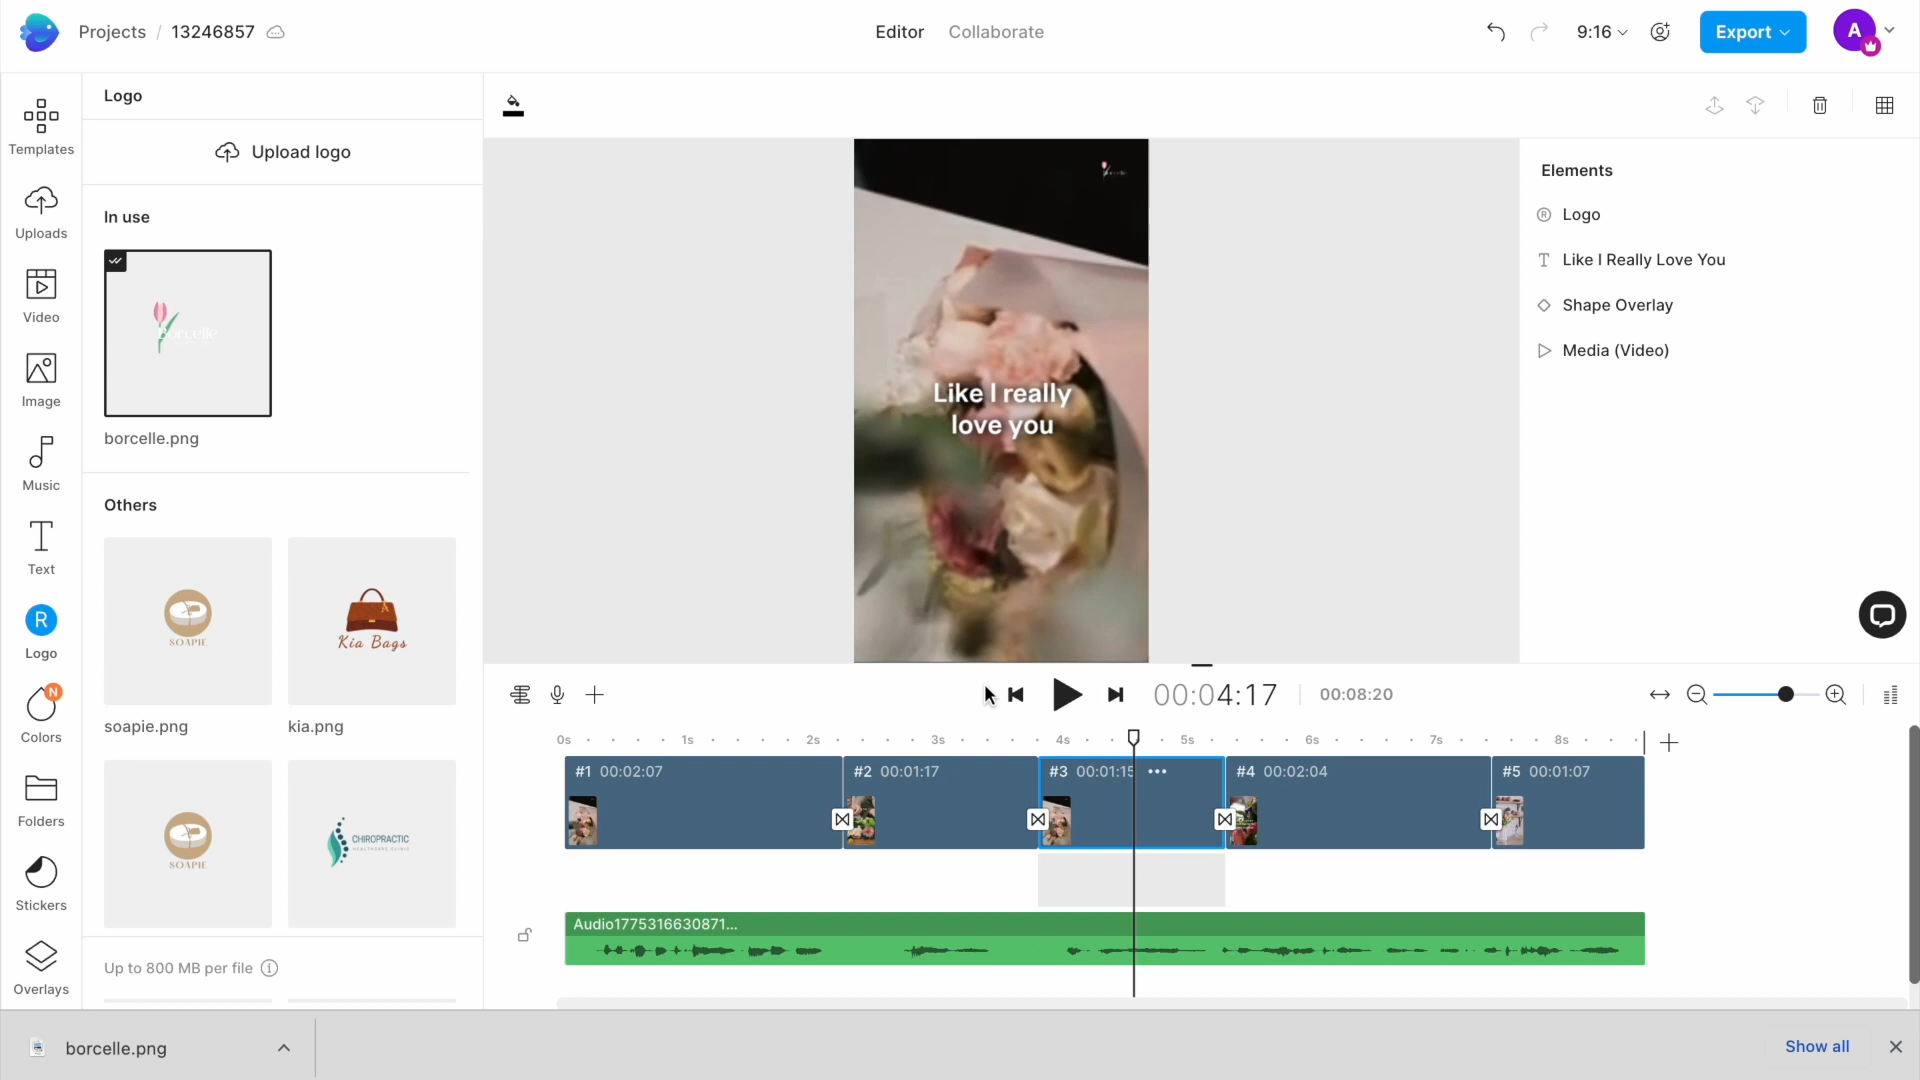 Projects / 13246857
Editor
Collaborate
9:16
Export
A
Templates
Uploads
Video
Image
Music
Text
R
Logo
N
Colors
Folders
Stickers
Overlays
Logo
Upload logo
In use
Borcelle
borcelle.png
Others
SOAPIE
Kia Bags
soapie.png
kia.png
SOAPIE
CHIROPRACTIC
Up to 800 MB per file
Like I really
love you
Elements
Logo
Like I Really Love You
Shape Overlay
Media (Video)
00:04:17
00:08:20
0s 1s 2s 3s 4s 5s 6s 7s 8s
#1 00:02:07
#2 00:01:17
#3 00:01:15
#4 00:02:04
#5 00:01:07
Audio1775316630871...
borcelle.png
Show all